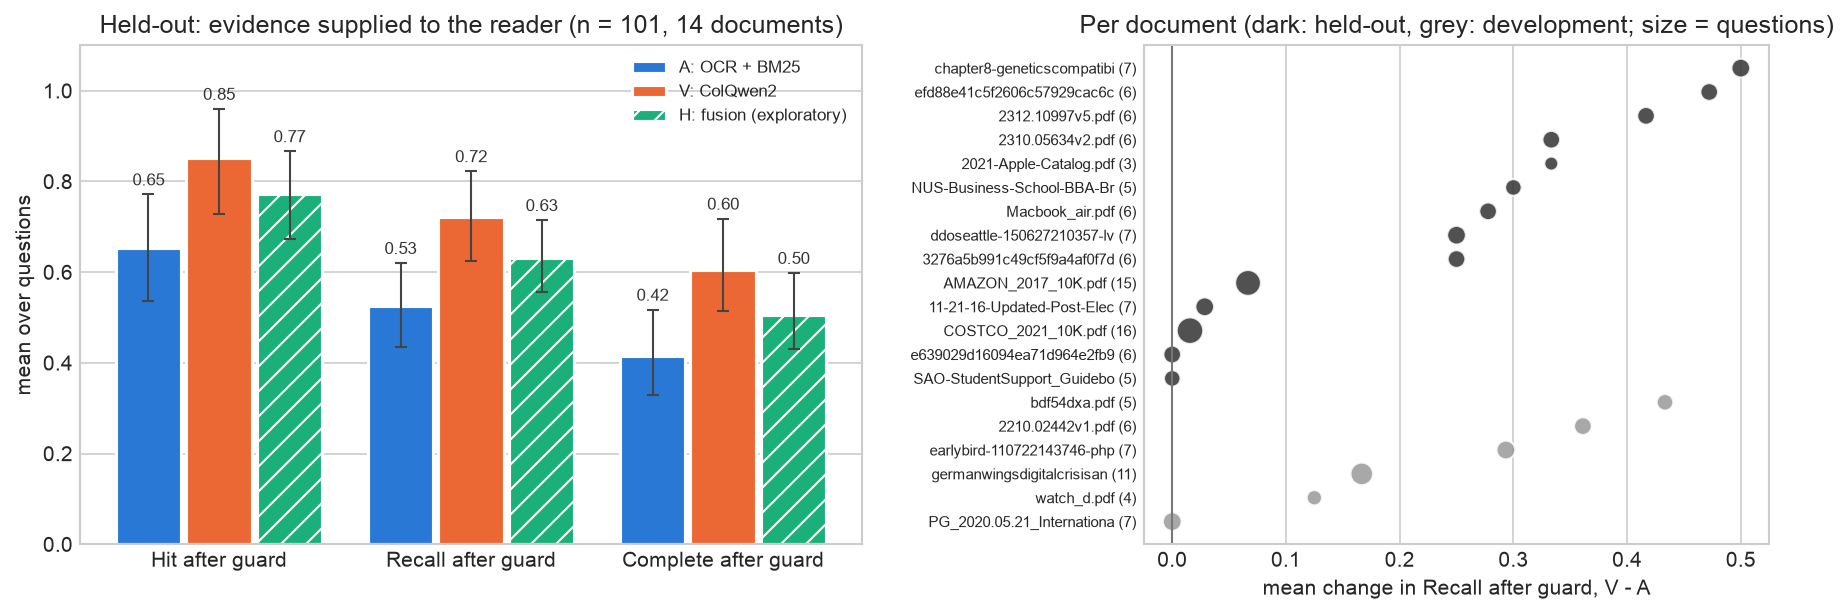 Held-out: evidence supplied to the reader (n = 101, 14 documents)
mean over questions
1.0
0.8
0.6
0.4
0.2
0.0
A: OCR + BM25
V: ColQwen2
H: fusion (exploratory)
0.65
0.85
0.77
0.53
0.72
0.63
0.42
0.60
0.50
Hit after guard
Recall after guard
Complete after guard
Per document (dark: held-out, grey: development; size = questions)
chapter8-geneticscompatibi (7)
efd88e41c5f2606c57929cac6c (6)
2312.10997v5.pdf (6)
2310.05634v2.pdf (6)
2021-Apple-Catalog.pdf (3)
NUS-Business-School-BBA-Br (5)
Macbook_air.pdf (6)
ddoseattle-150627210357-lv (7)
3276a5b991c49cf5f9a4af0f7d (6)
AMAZON_2017_10K.pdf (15)
11-21-16-Updated-Post-Elec (7)
COSTCO_2021_10K.pdf (16)
e639029d16094ea71d964e2fb9 (6)
SAO-StudentSupport_Guidebo (5)
bdf54dxa.pdf (5)
2210.02442v1.pdf (6)
earlybird-110722143746-php (7)
germanwingsdigitalcrisisan (11)
watch_d.pdf (4)
PG_2020.05.21_Internationa (7)
0.0
0.1
0.2
0.3
0.4
0.5
mean change in Recall after guard, V - A